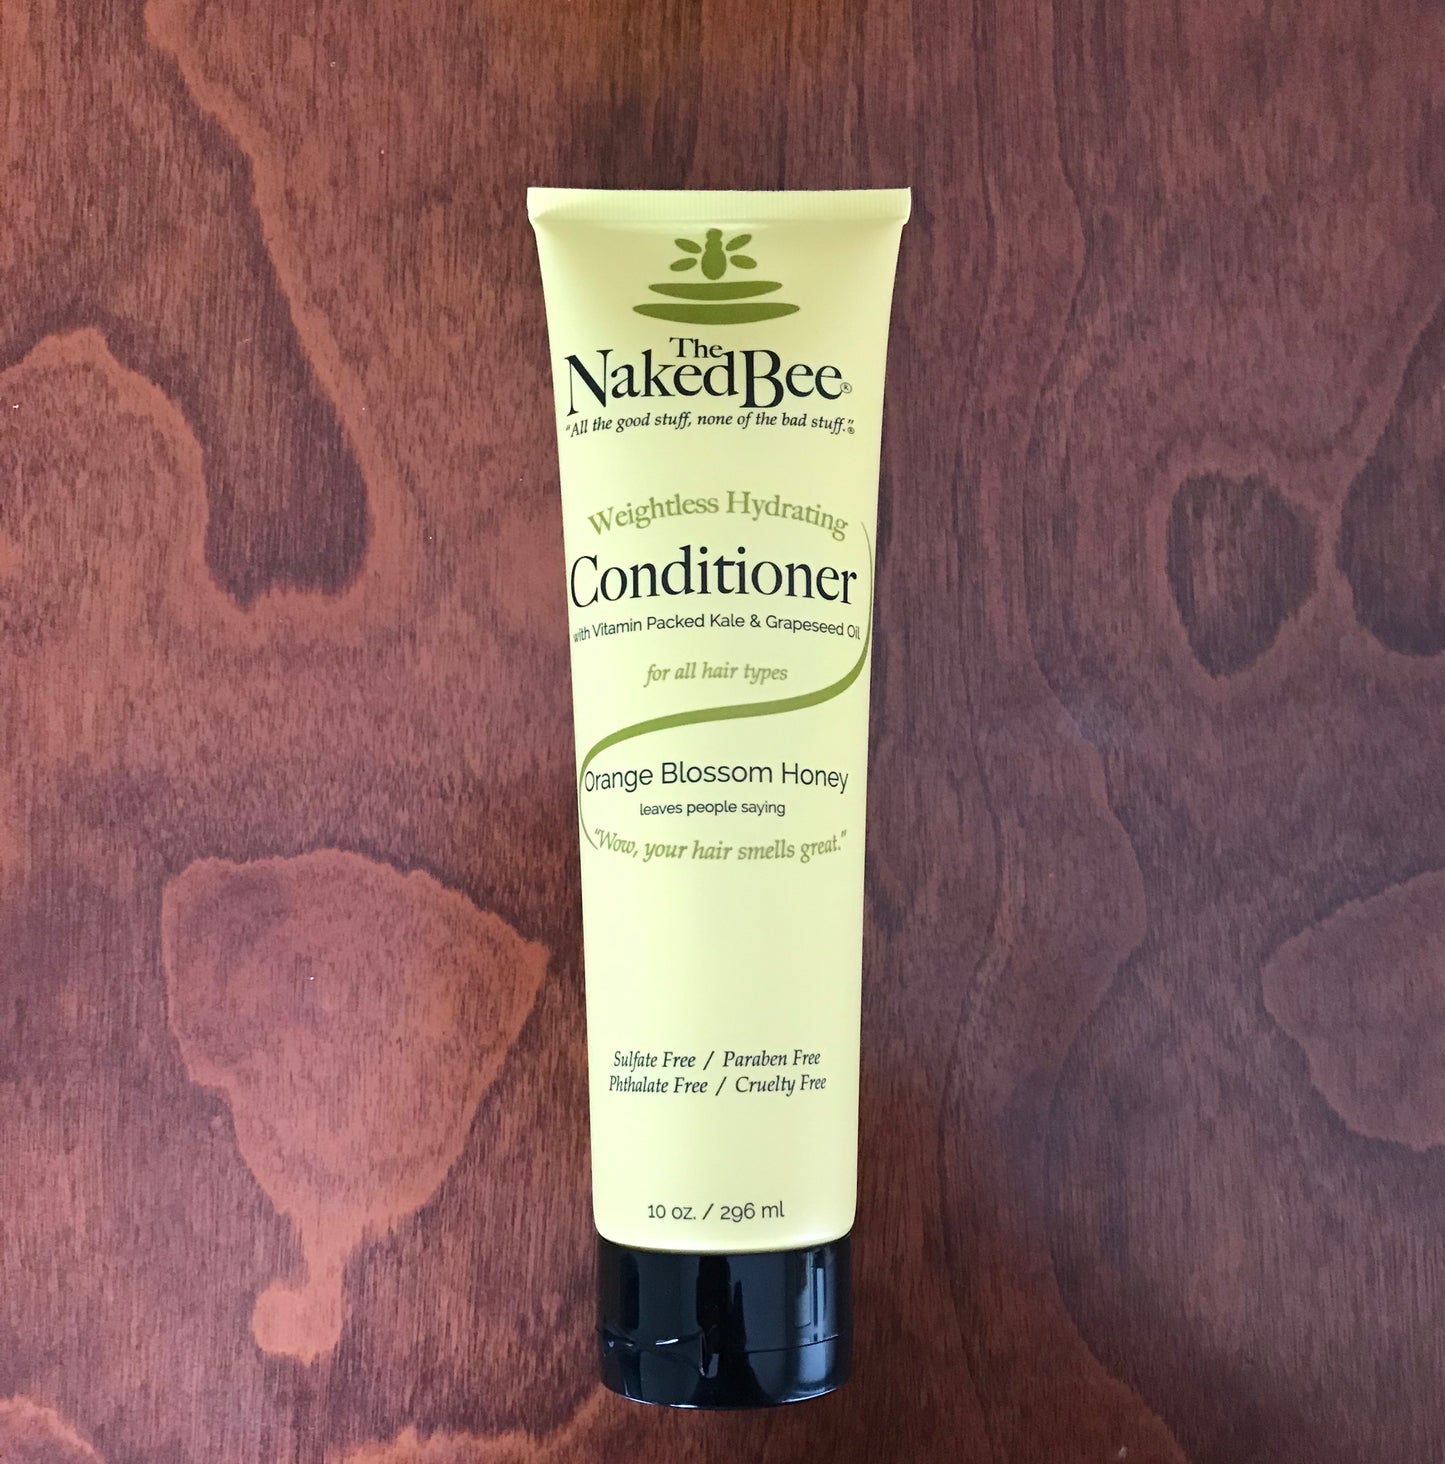 The
Naked Bee®
"All the good stuff, none of the bad stuff."®
Weightless Hydrating
Conditioner
with Vitamin Packed Kale & Grapeseed Oil
for all hair types
Orange Blossom Honey
leaves people saying
"Wow, your hair smells great."
Sulfate Free / Paraben Free
Phthalate Free / Cruelty Free
10 oz. / 296 ml